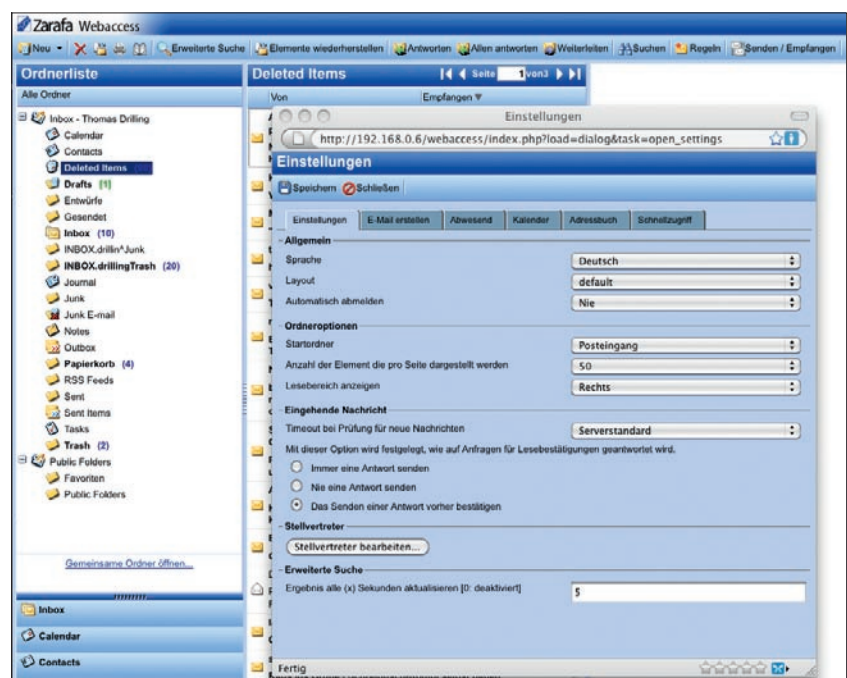 Zarafa Webaccess
Neu Erweiterte Suche Elemente wiederherstellen Antworten Allen antworten Weiterleiten Suchen Regeln Senden / Empfangen
Ordnerliste
Alle Ordner
Inbox - Thomas Drilling
Calendar
Contacts
Deleted Items
Drafts [1]
Entwürfe
Gesendet
Inbox (10)
INBOX.drillin^Junk
INBOX.drillingTrash (20)
Journal
Junk
Junk E-mail
Notes
Outbox
Papierkorb (4)
RSS Feeds
Sent
Sent Items
Tasks
Trash (2)
Public Folders
Favoriten
Public Folders
Gemeinsame Ordner öffnen...
Inbox
Calendar
Contacts
Deleted Items Seite 1 von3
Von Empfangen
Einstellungen
http://192.168.0.6/webaccess/index.php?load=dialog&task=open_settings
Einstellungen
Speichern Schließen
Einstellungen E-Mail erstellen Abwesend Kalender Adressbuch Schnellzugriff
Allgemein
Sprache Deutsch
Layout default
Automatisch abmelden Nie
Ordneroptionen
Startordner Posteingang
Anzahl der Element die pro Seite dargestellt werden 50
Lesebereich anzeigen Rechts
Eingehende Nachricht
Timeout bei Prüfung für neue Nachrichten Serverstandard
Mit dieser Option wird festgelegt, wie auf Anfragen für Lesebestätigungen geantwortet wird.
Immer eine Antwort senden
Nie eine Antwort senden
Das Senden einer Antwort vorher bestätigen
Stellvertreter
Stellvertreter bearbeiten...
Erweiterte Suche
Ergebnis alle (x) Sekunden aktualisieren [0: deaktiviert] 5
Fertig